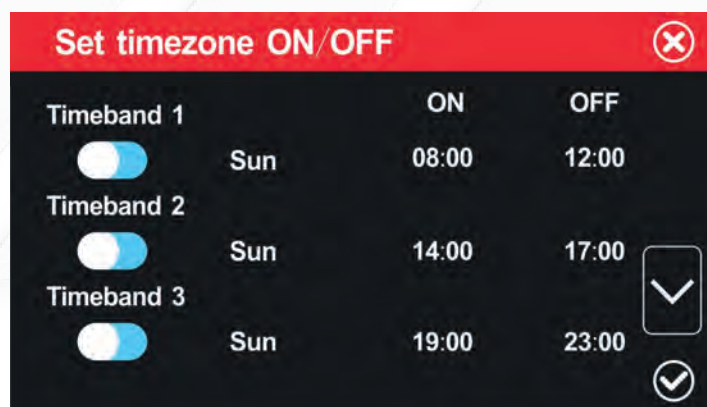 Set timezone ON/OFF
Timeband 1 ON OFF
Sun 08:00 12:00
Timeband 2
Sun 14:00 17:00
Timeband 3
Sun 19:00 23:00